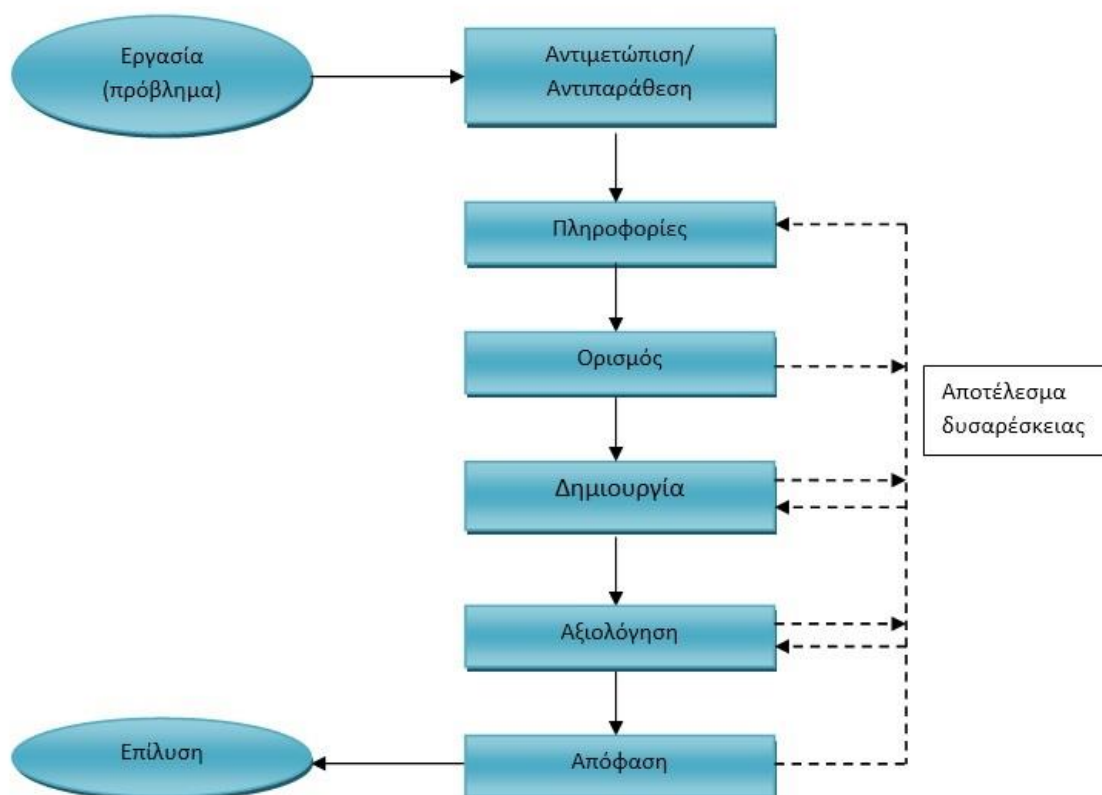 Εργασία
(πρόβλημα)
Αντιμετώπιση/
Αντιπαράθεση
Πληροφορίες
Ορισμός
Αποτέλεσμα
δυσαρέσκειας
Δημιουργία
Αξιολόγηση
Επίλυση
Απόφαση